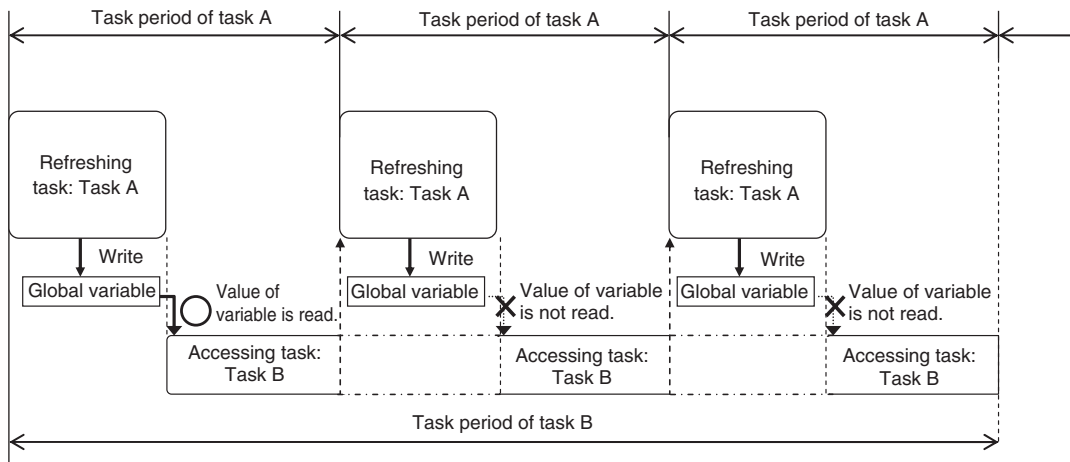 Task period of task A
Task period of task A
Task period of task A
Refreshing
task: Task A
Refreshing
task: Task A
Refreshing
task: Task A
Write
Write
Write
Global variable
Value of
variable is read.
Global variable
Value of variable
is not read.
Global variable
Value of variable
is not read.
Accessing task:
Task B
Accessing task:
Task B
Accessing task:
Task B
Task period of task B